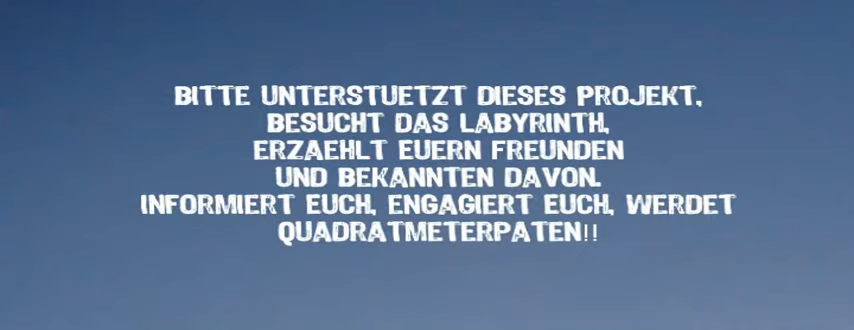 BITTE UNTERSTUETZT DIESES PROJEKT,
BESUCHT DAS LABYRINTH,
ERZAEHLT EUERN FREUNDEN
UND BEKANNTEN DAVON.
INFORMIERT EUCH, ENGAGIERT EUCH, WERDET
QUADRATMETERPATEN!!